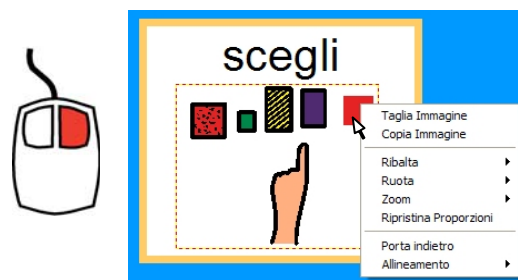 scegli
Taglia Immagine
Copia Immagine
Ribalta
Ruota
Zoom
Ripristina Proporzioni
Porta indietro
Allineamento